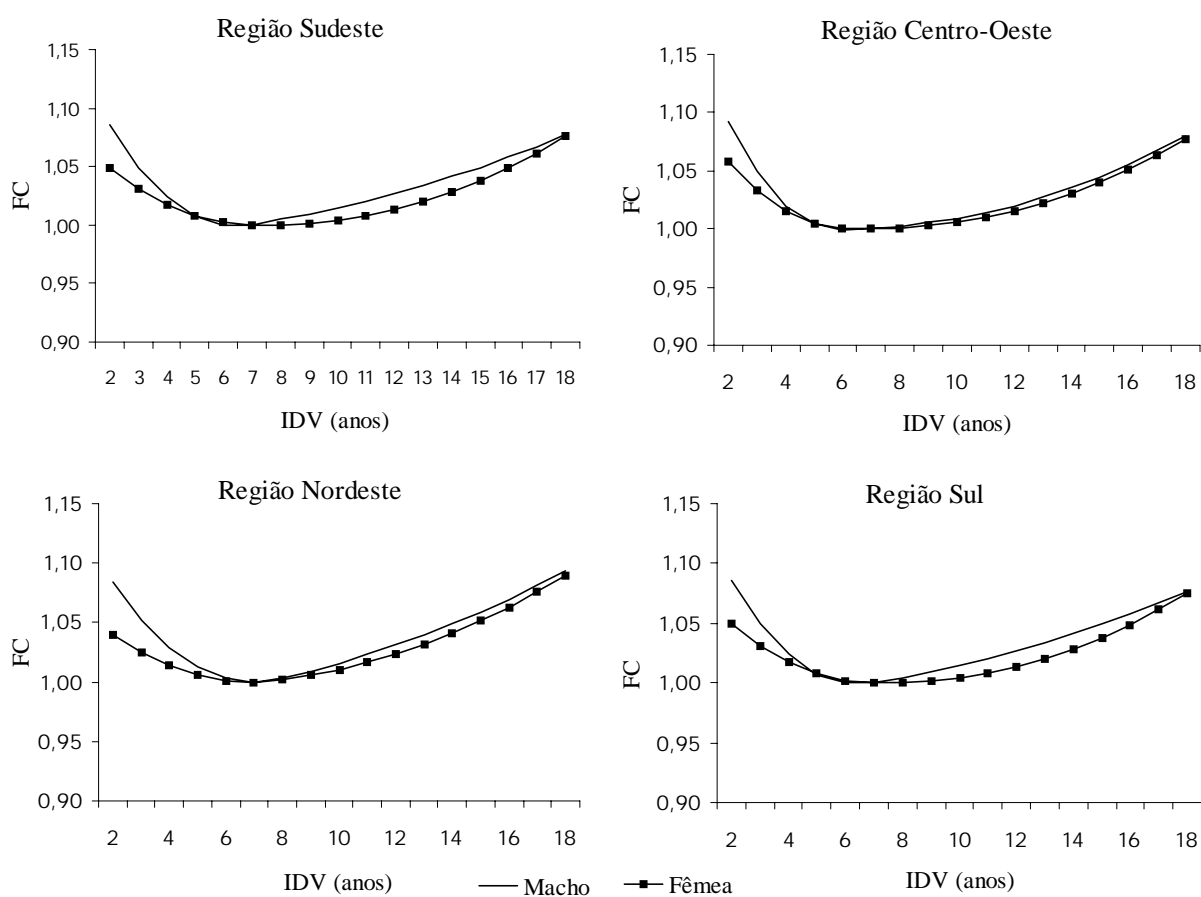 Região Sudeste
1,15
1,10
1,05
1,00
0,95
0,90
FC
2 3 4 5 6 7 8 9 10 11 12 13 14 15 16 17 18
IDV (anos)
Região Centro-Oeste
1,15
1,10
1,05
1,00
0,95
0,90
FC
2 4 6 8 10 12 14 16 18
IDV (anos)
Região Nordeste
1,15
1,10
1,05
1,00
0,95
0,90
FC
2 4 6 8 10 12 14 16 18
IDV (anos)
Região Sul
1,15
1,10
1,05
1,00
0,95
0,90
FC
2 4 6 8 10 12 14 16 18
IDV (anos)
Macho Fêmea